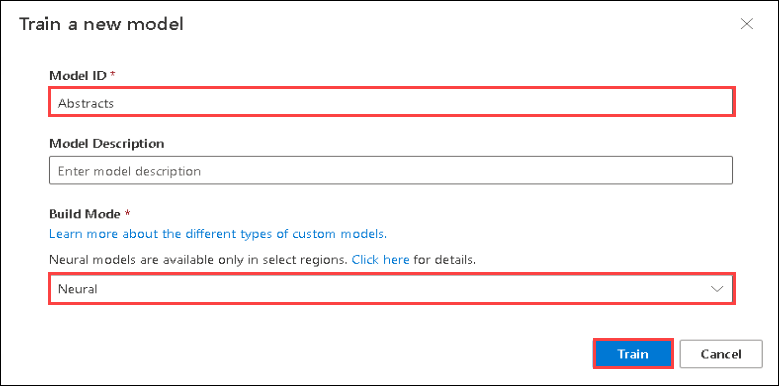 Train a new model
Model ID *
Abstracts
Model Description
Enter model description
Build Mode *
Learn more about the different types of custom models.
Neural models are available only in select regions. Click here for details.
Neural
Train Cancel